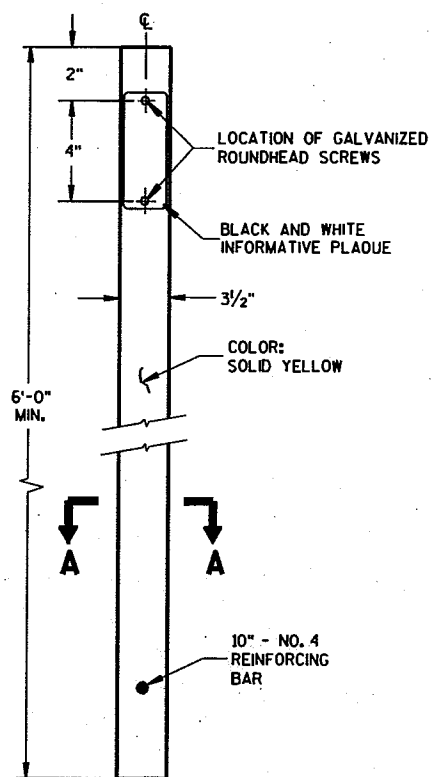 ℄
2"
4"
LOCATION OF GALVANIZED
ROUNDHEAD SCREWS
BLACK AND WHITE
INFORMATIVE PLAQUE
3½"
COLOR:
SOLID YELLOW
6'-0"
MIN.
A
A
10" - NO. 4
REINFORCING
BAR